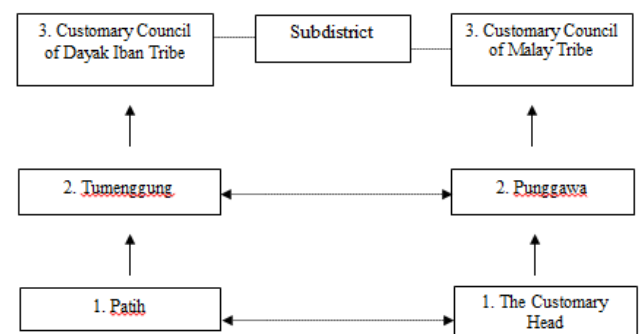 3. Customary Council
of Dayak Iban Tribe
Subdistrict
3. Customary Council
of Malay Tribe
2. Tumenggung
2. Punggawa
1. Patih
1. The Customary
Head